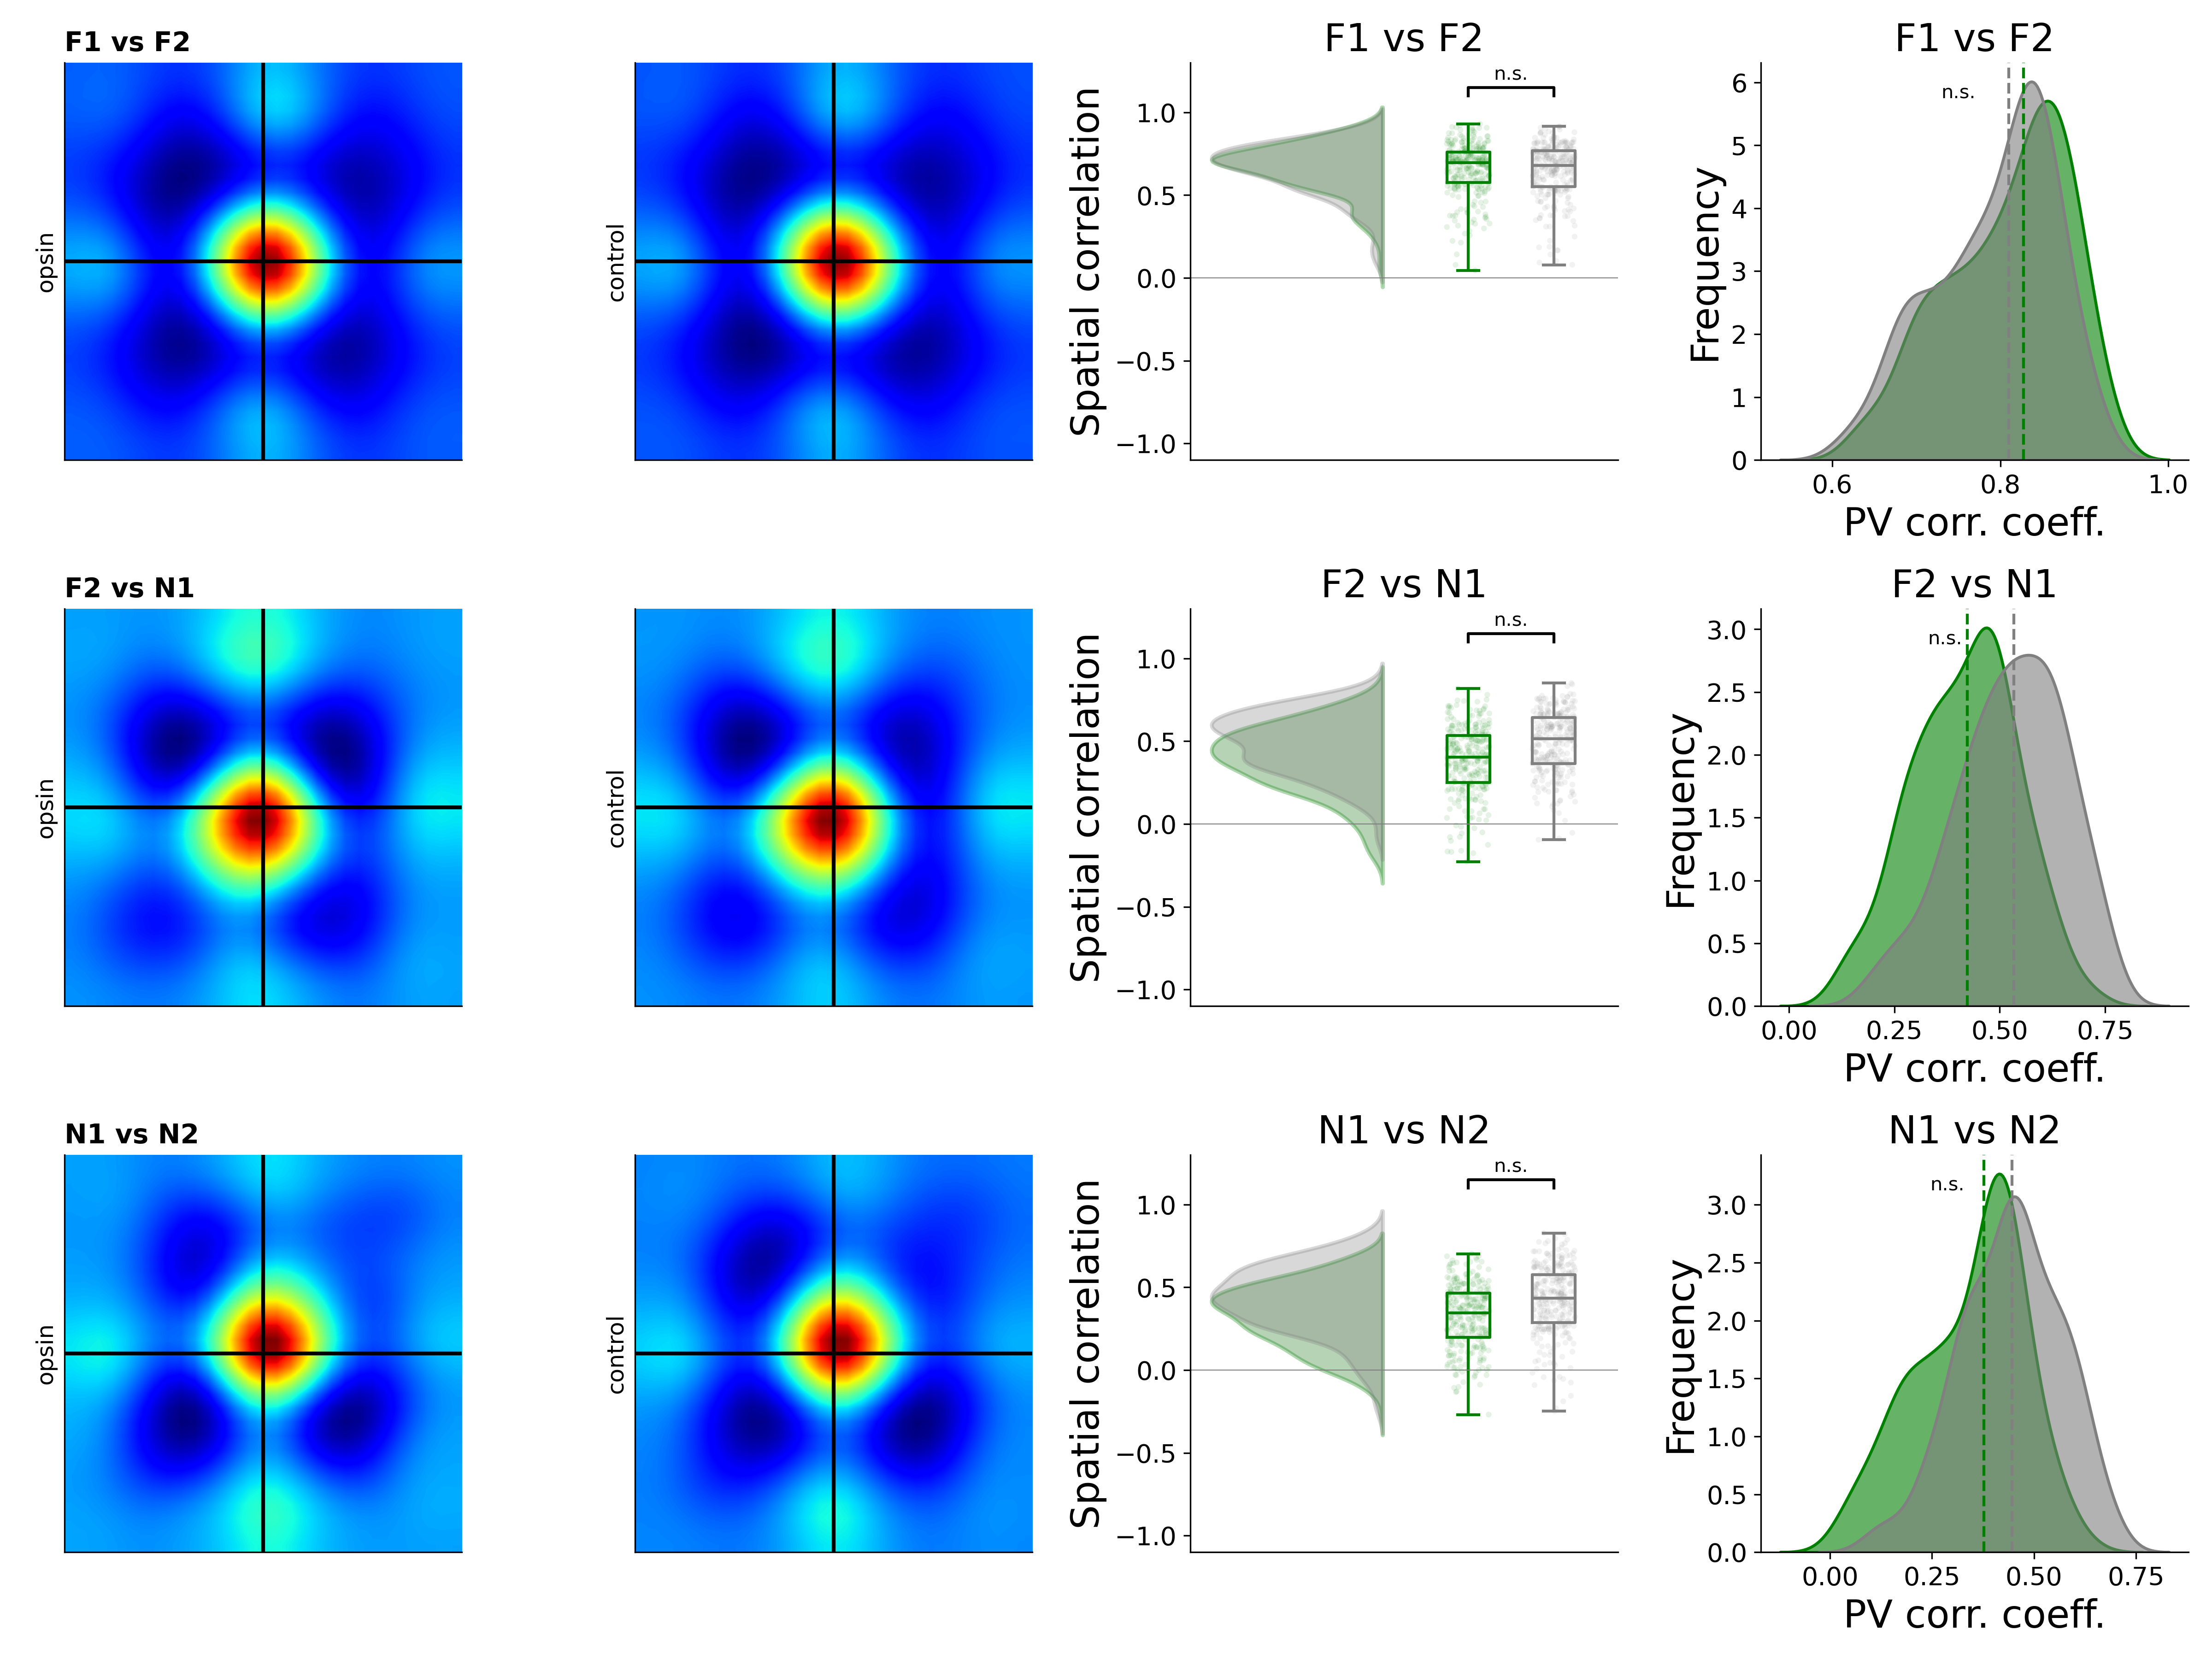 F1 vs F2
opsin
control
F1 vs F2
n.s.
Spatial correlation
1.0
0.5
0.0
−0.5
−1.0
F1 vs F2
n.s.
Frequency
6
5
4
3
2
1
0
0.6 0.8 1.0
PV corr. coeff.
F2 vs N1
opsin
control
F2 vs N1
n.s.
Spatial correlation
1.0
0.5
0.0
−0.5
−1.0
F2 vs N1
n.s.
Frequency
3.0
2.5
2.0
1.5
1.0
0.5
0.0
0.00 0.25 0.50 0.75
PV corr. coeff.
N1 vs N2
opsin
control
N1 vs N2
n.s.
Spatial correlation
1.0
0.5
0.0
−0.5
−1.0
N1 vs N2
n.s.
Frequency
3.0
2.5
2.0
1.5
1.0
0.5
0.0
0.00 0.25 0.50 0.75
PV corr. coeff.